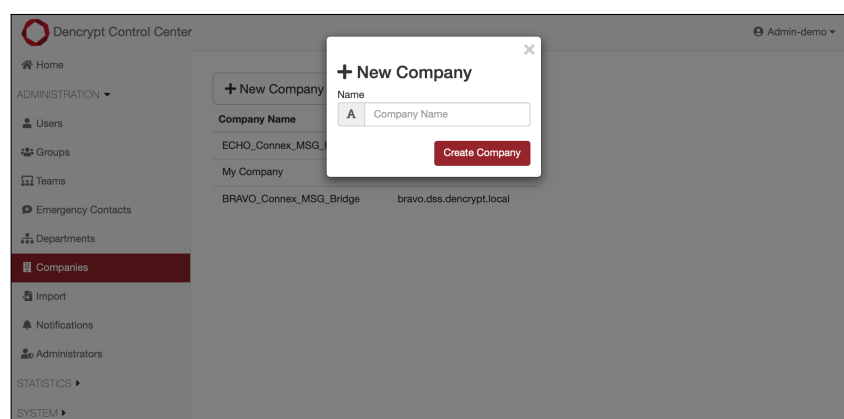 Dencrypt Control Center
Admin-demo
Home
ADMINISTRATION
Users
Groups
Teams
Emergency Contacts
Departments
Companies
Import
Notifications
Administrators
STATISTICS
SYSTEM
+ New Company
Company Name
ECHO_Connex_MSG_
My Company
BRAVO_Connex_MSG_Bridge bravo.dss.dencrypt.local
×
+ New Company
Name
A Company Name
Create Company